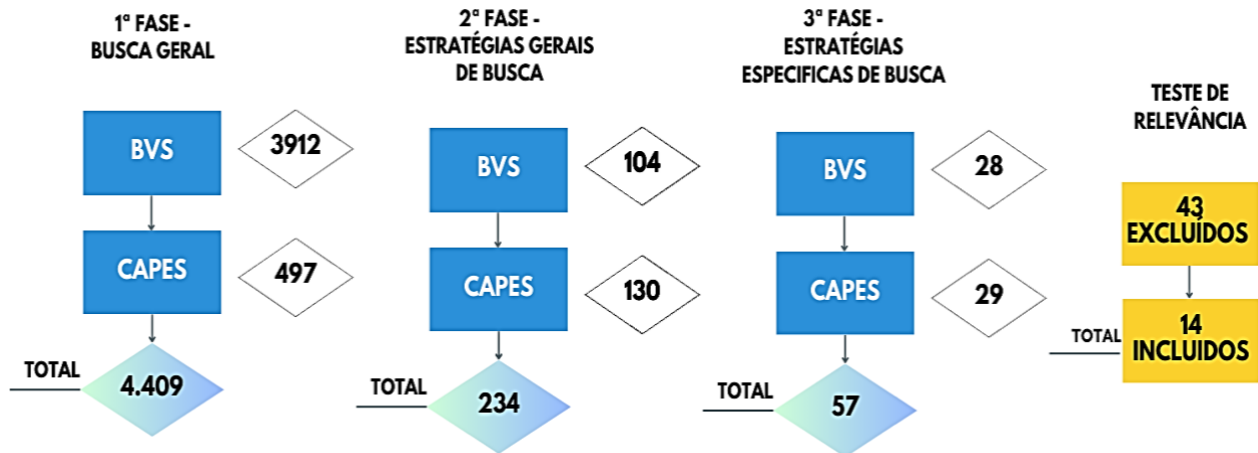 1ª FASE -
BUSCA GERAL
BVS
3912
CAPES
497
TOTAL
4.409
2ª FASE -
ESTRATÉGIAS GERAIS
DE BUSCA
BVS
104
CAPES
130
TOTAL
234
3ª FASE -
ESTRATÉGIAS
ESPECIFICAS DE BUSCA
BVS
28
CAPES
29
TOTAL
57
TESTE DE
RELEVÂNCIA
43
EXCLUÍDOS
TOTAL
14
INCLUIDOS